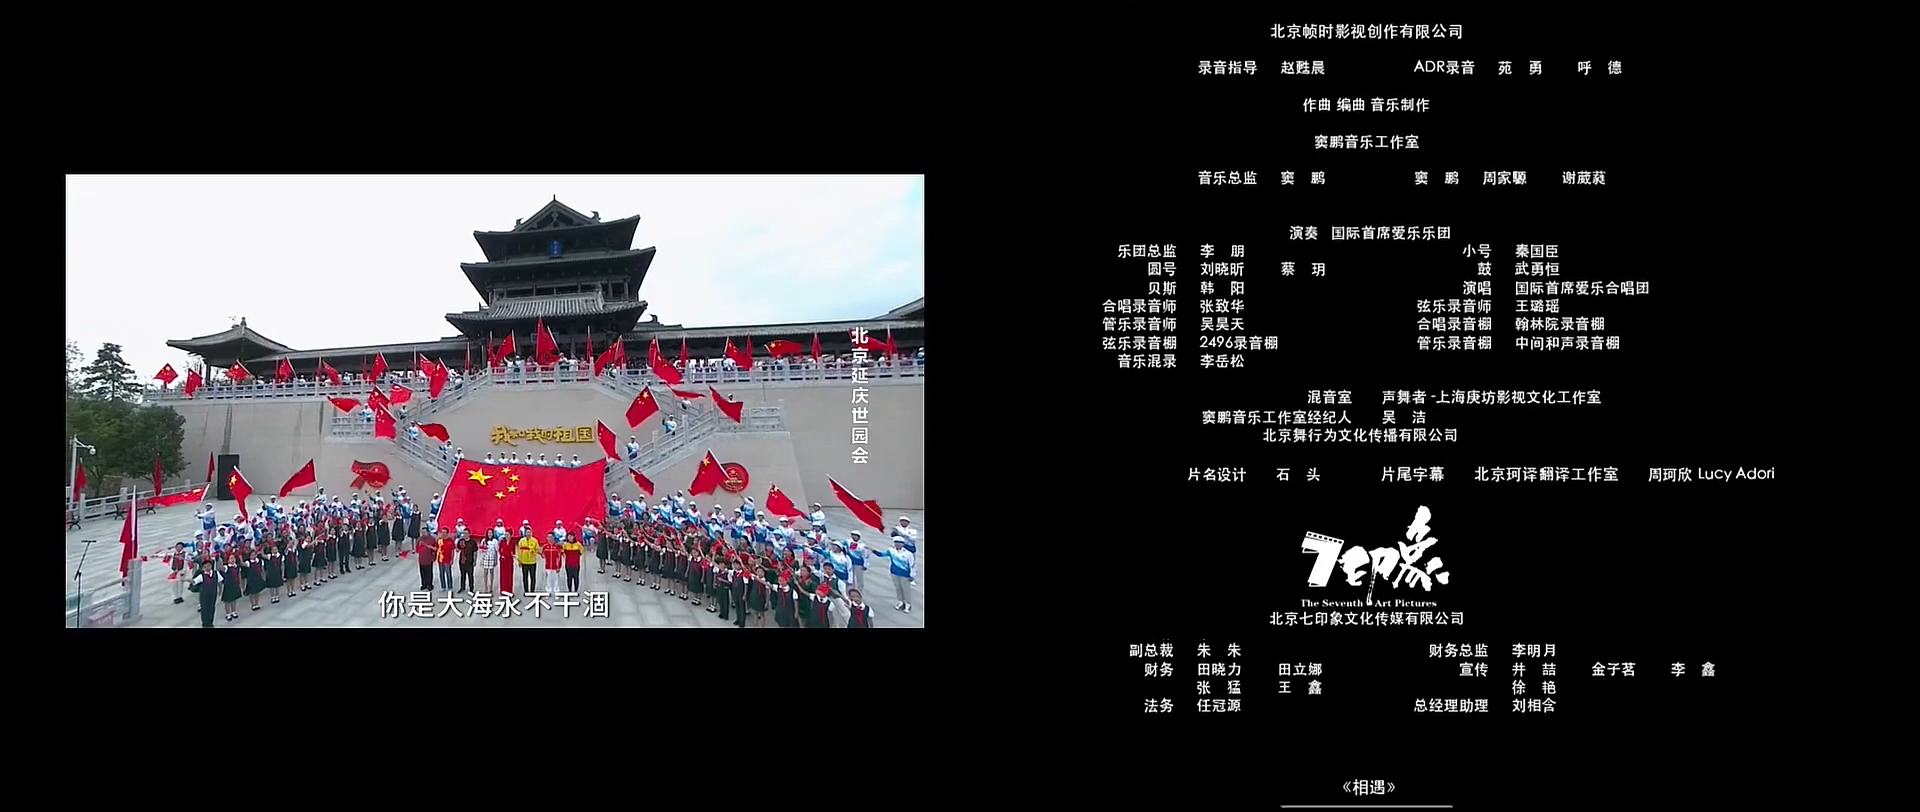 北京延庆世园会
我和我的祖国
你是大海永不干涸
北京帧时影视创作有限公司
录音指导 赵甦晨 ADR录音 苑 勇 呼 德
作曲 编曲 音乐制作
窦鹏音乐工作室
音乐总监 窦 鹏 窦 鹏 周家騵 谢葳蕤
演奏 国际首席爱乐乐团
乐团总监 李 朋 小号 秦国臣
圆号 刘晓昕 蔡 玥 鼓 武勇恒
贝斯 韩 阳 演唱 国际首席爱乐合唱团
合唱录音师 张致华 弦乐录音师 王璐瑶
管乐录音师 吴昊天 合唱录音棚 翰林院录音棚
弦乐录音棚 2496录音棚 管乐录音棚 中间和声录音棚
音乐混录 李岳松
混音室 声舞者-上海庚坊影视文化工作室
窦鹏音乐工作室经纪人 吴 洁
北京舞行为文化传播有限公司
片名设计 石 头 片尾字幕 北京珂译翻译工作室 周珂欣 Lucy Adori
7印象
The Seventh Art Pictures
北京七印象文化传媒有限公司
副总裁 朱 朱 财务总监 李明月
财务 田晓力 田立娜 宣传 井 喆 金子茗 李 鑫
张 猛 王 鑫 徐 艳
法务 任冠源 总经理助理 刘相含
《相遇》